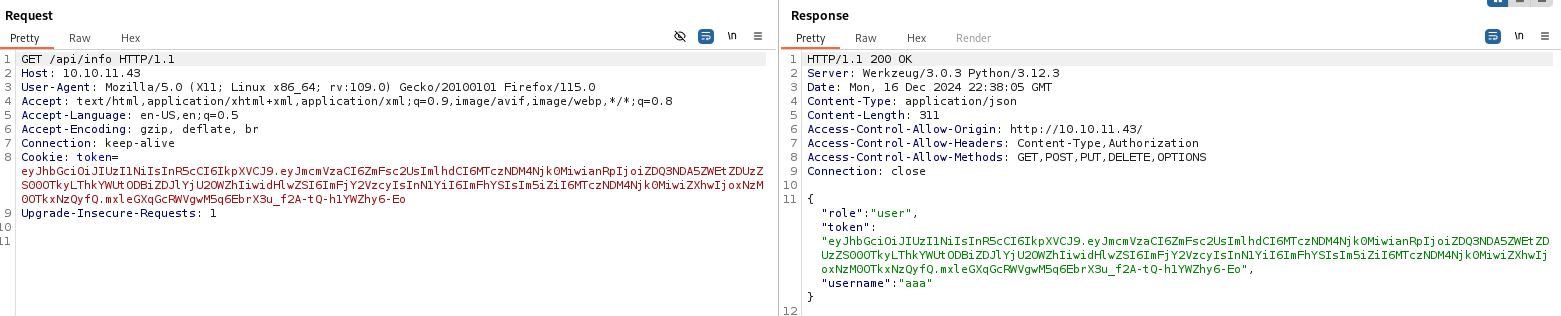 Request
Pretty Raw Hex \n
1 GET /api/info HTTP/1.1
2 Host: 10.10.11.43
3 User-Agent: Mozilla/5.0 (X11; Linux x86_64; rv:109.0) Gecko/20100101 Firefox/115.0
4 Accept: text/html,application/xhtml+xml,application/xml;q=0.9,image/avif,image/webp,*/*;q=0.8
5 Accept-Language: en-US,en;q=0.5
6 Accept-Encoding: gzip, deflate, br
7 Connection: keep-alive
8 Cookie: token=
eyJhbGciOiJIUzI1NiIsInR5cCI6IkpXVCJ9.eyJmcmVzaCI6ZmFsc2UsImlhdCI6MTczNDM4Njk0MiwianRpIjoiZDQ3NDA5ZWEtZDUzZ
S00OTkyLThkYWUtODBiZDJlYjU2OWZhIiwidHlwZSI6ImFjY2VzcyIsInN1YiI6ImFhYSIsIm5iZiI6MTczNDM4Njk0MiwiZXhwIjoxNzM
0OTkxNzQyfQ.mxleGXqGcRWVgwM5q6EbrX3u_f2A-tQ-h1YWZhy6-Eo
9 Upgrade-Insecure-Requests: 1
10
11
Response
Pretty Raw Hex Render \n
1 HTTP/1.1 200 OK
2 Server: Werkzeug/3.0.3 Python/3.12.3
3 Date: Mon, 16 Dec 2024 22:38:05 GMT
4 Content-Type: application/json
5 Content-Length: 311
6 Access-Control-Allow-Origin: http://10.10.11.43/
7 Access-Control-Allow-Headers: Content-Type,Authorization
8 Access-Control-Allow-Methods: GET,POST,PUT,DELETE,OPTIONS
9 Connection: close
10
11 {
"role":"user",
"token":
"eyJhbGciOiJIUzI1NiIsInR5cCI6IkpXVCJ9.eyJmcmVzaCI6ZmFsc2UsImlhdCI6MTczNDM4Njk0MiwianRpIjoiZDQ3NDA5ZWEtZD
UzZS00OTkyLThkYWUtODBiZDJlYjU2OWZhIiwidHlwZSI6ImFjY2VzcyIsInN1YiI6ImFhYSIsIm5iZiI6MTczNDM4Njk0MiwiZXhwIj
oxNzM0OTkxNzQyfQ.mxleGXqGcRWVgwM5q6EbrX3u_f2A-tQ-h1YWZhy6-Eo",
"username":"aaa"
}
12